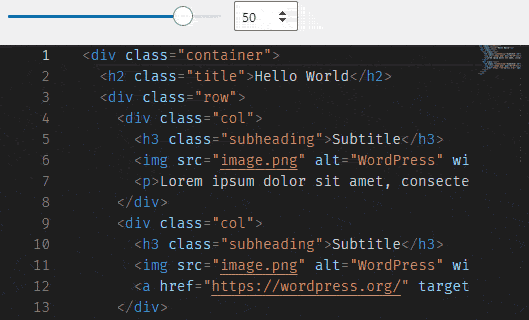 50
1 <div class="container">
2 <h2 class="title">Hello World</h2>
3 <div class="row">
4 <div class="col">
5 <h3 class="subheading">Subtitle</h3>
6 <img src="image.png" alt="WordPress" wi
7 <p>Lorem ipsum dolor sit amet, consecte
8 </div>
9 <div class="col">
10 <h3 class="subheading">Subtitle</h3>
11 <img src="image.png" alt="WordPress" wi
12 <a href="https://wordpress.org/" target
13 </div>